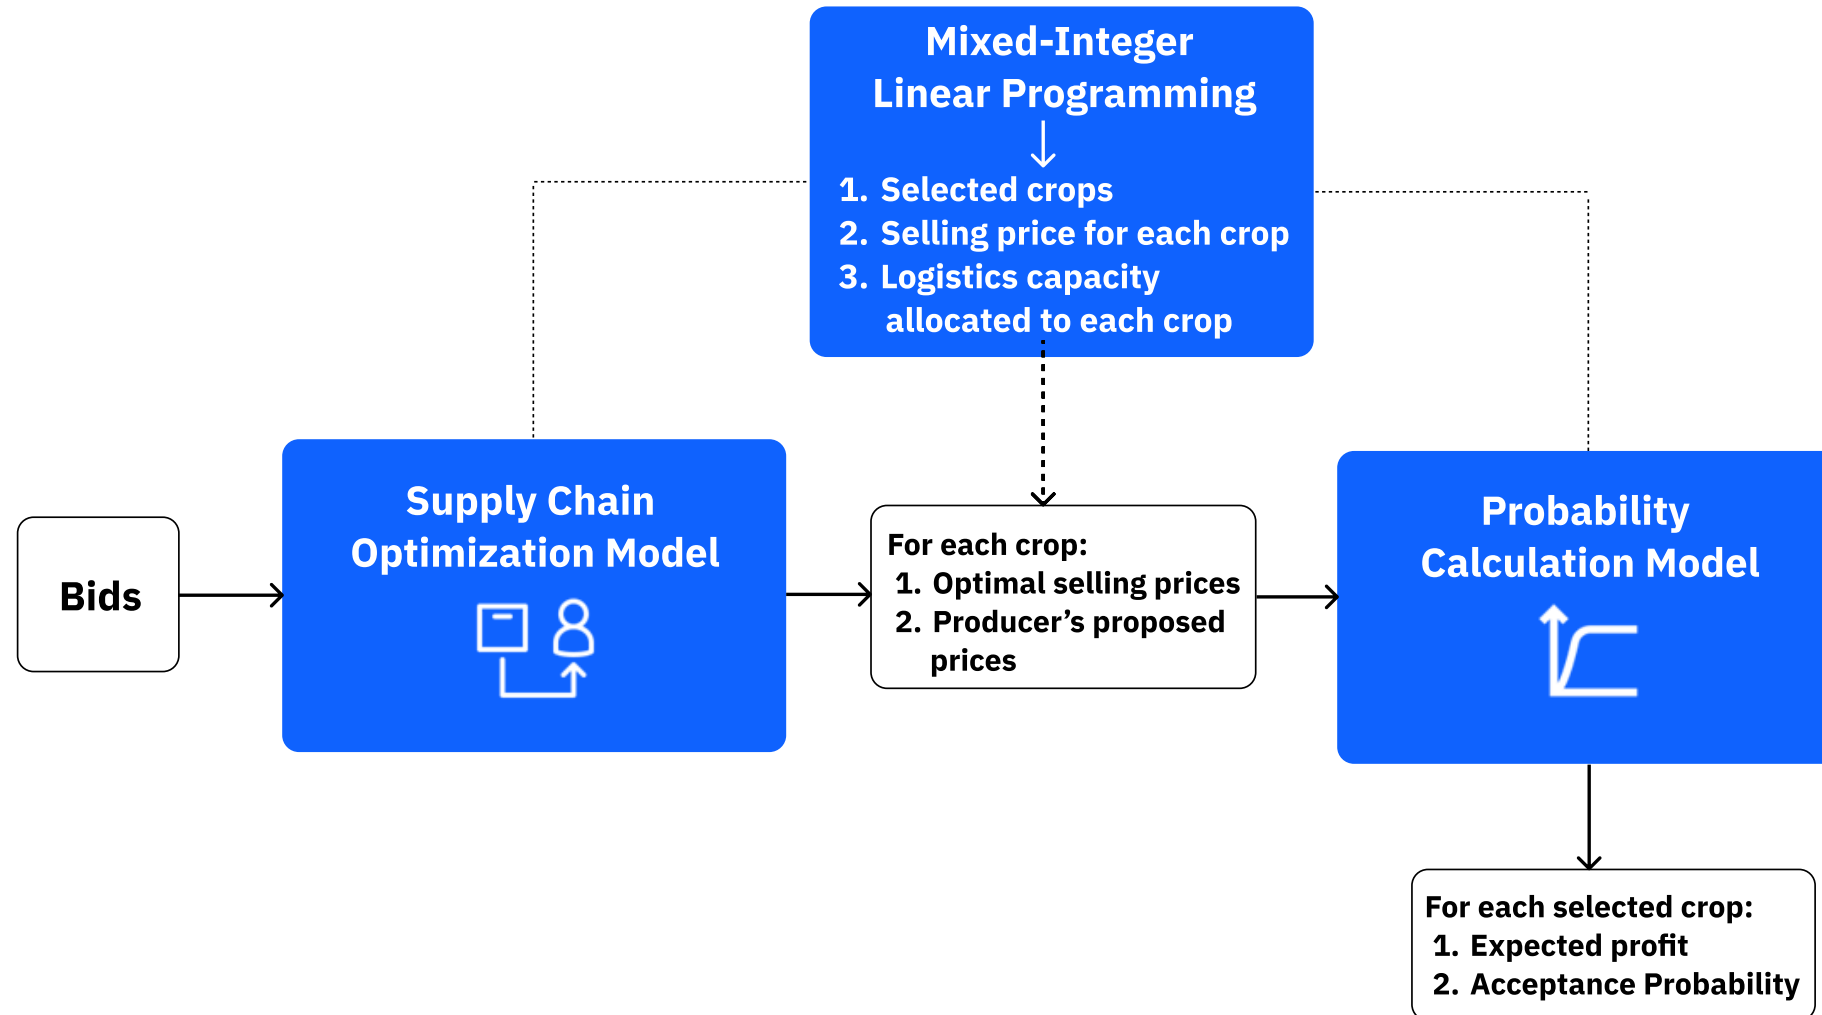 Mixed-Integer
Linear Programming
1. Selected crops
2. Selling price for each crop
3. Logistics capacity
allocated to each crop
Bids
Supply Chain
Optimization Model
For each crop:
1. Optimal selling prices
2. Producer’s proposed
prices
Probability
Calculation Model
For each selected crop:
1. Expected profit
2. Acceptance Probability